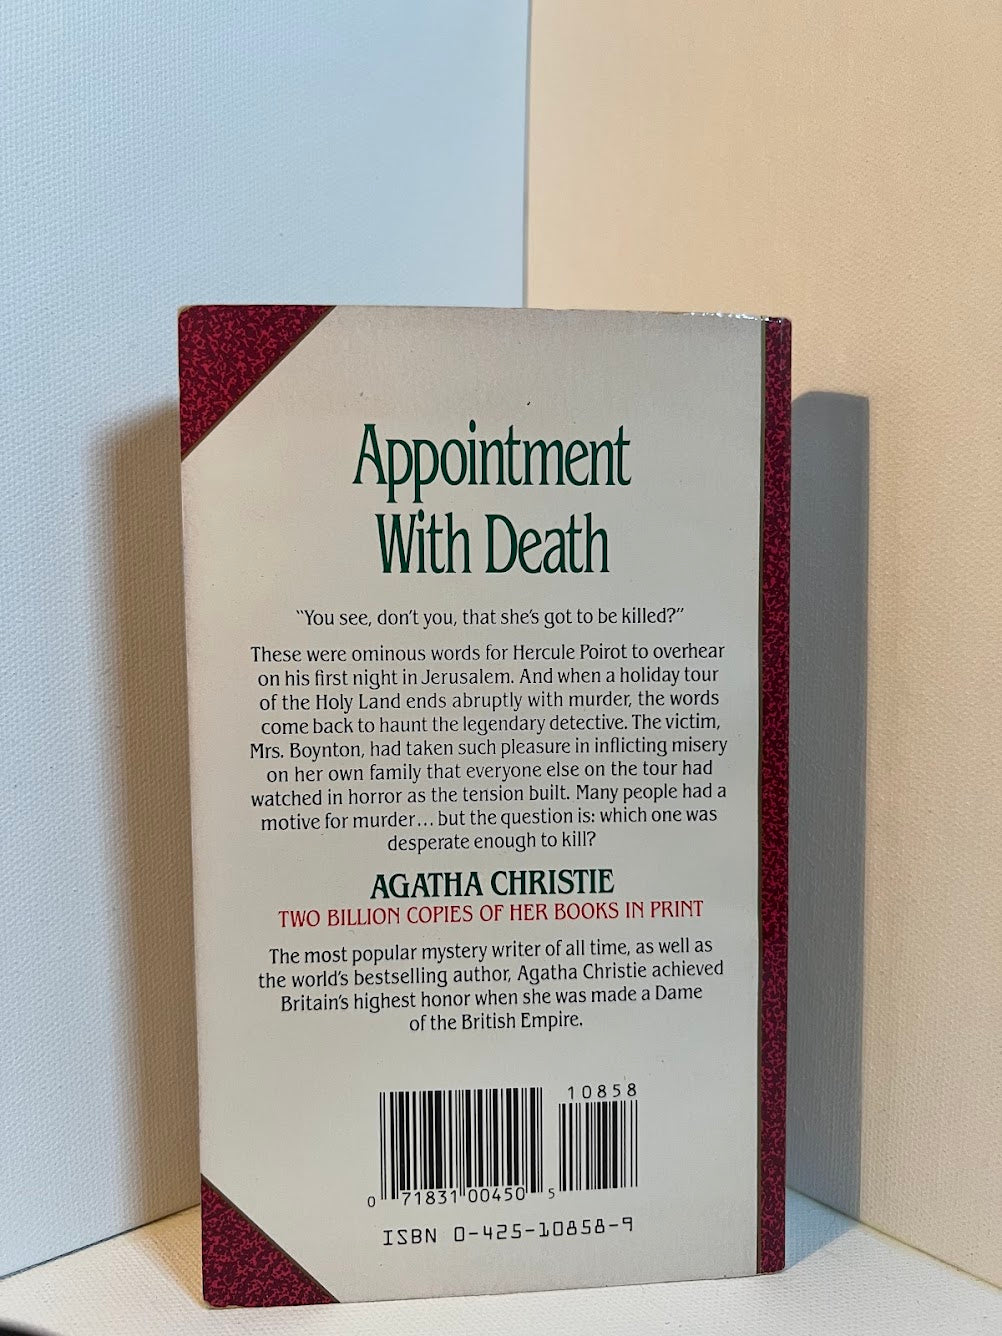 Appointment
With Death
"You see, don't you, that she's got to be killed?"
These were ominous words for Hercule Poirot to overhear
on his first night in Jerusalem. And when a holiday tour
of the Holy Land ends abruptly with murder, the words
come back to haunt the legendary detective. The victim,
Mrs. Boynton, had taken such pleasure in inflicting misery
on her own family that everyone else on the tour had
watched in horror as the tension built. Many people had a
motive for murder... but the question is: which one was
desperate enough to kill?
AGATHA CHRISTIE
TWO BILLION COPIES OF HER BOOKS IN PRINT
The most popular mystery writer of all time, as well as
the world's bestselling author, Agatha Christie achieved
Britain's highest honor when she was made a Dame
of the British Empire.
10858
0 71831 00450 5
ISBN 0-425-10858-9